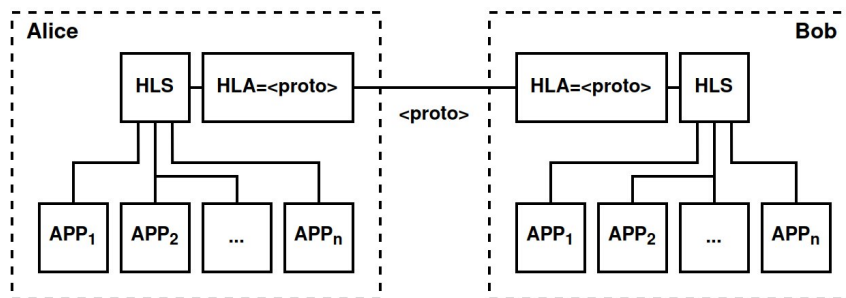 Alice Bob
HLS HLA=<proto> HLA=<proto> HLS
<proto>
APP₁ APP₂ ... APPₙ APP₁ APP₂ ... APPₙ